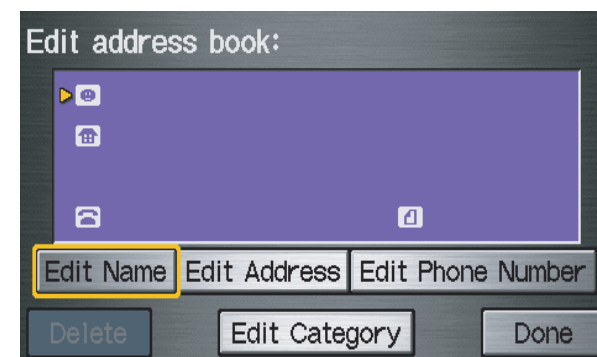 Edit address book:
Edit Name Edit Address Edit Phone Number
Delete Edit Category Done